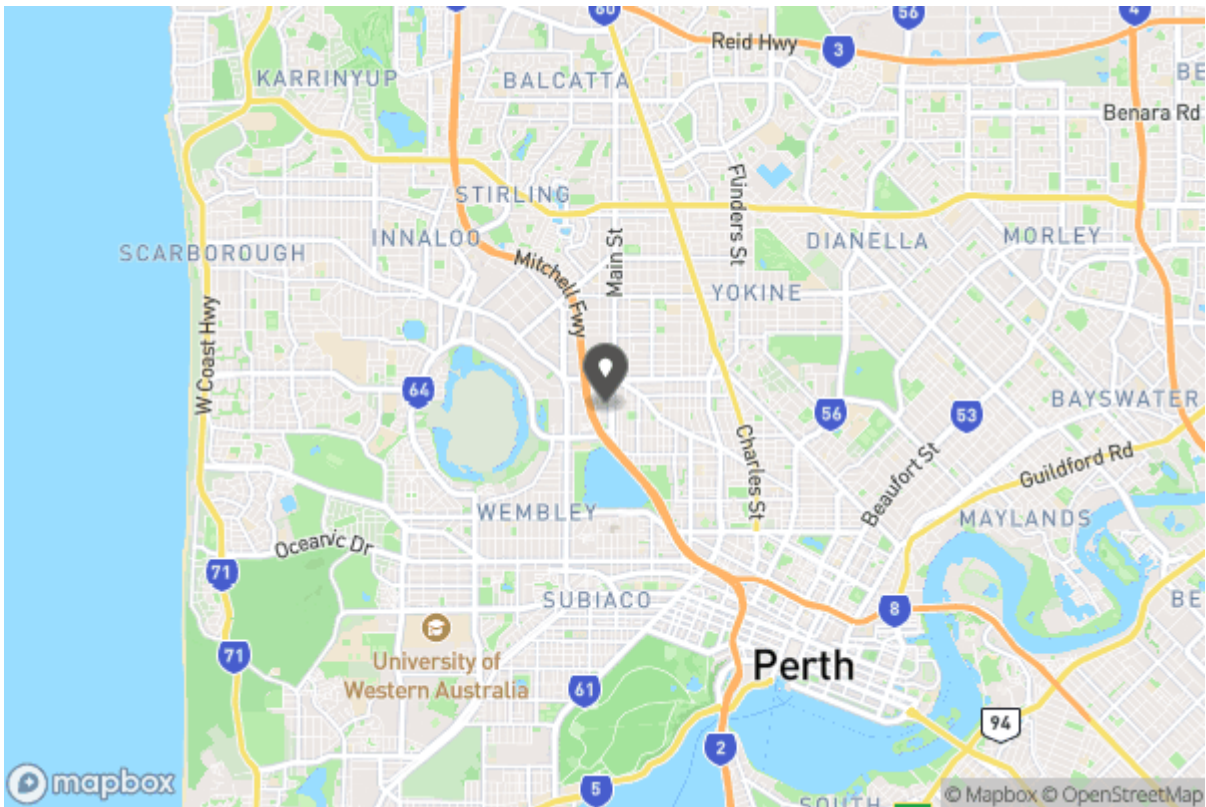 60
56
4
Reid Hwy
3
KARRINYUP
BALCATTA
BE
Benara Rd
STIRLING
Flinders St
INNALOO
Main St
DIANELLA
MORLEY
SCARBOROUGH
Mitchell Fwy
YOKINE
W Coast Hwy
64
56
53
BAYSWATER
Charles St
Beaufort St
Guildford Rd
WEMBLEY
MAYLANDS
Oceanic Dr
71
SUBIACO
8
BE
71
University of
Western Australia
Perth
61
94
2
5
mapbox
SOUTH
© Mapbox © OpenStreetMap